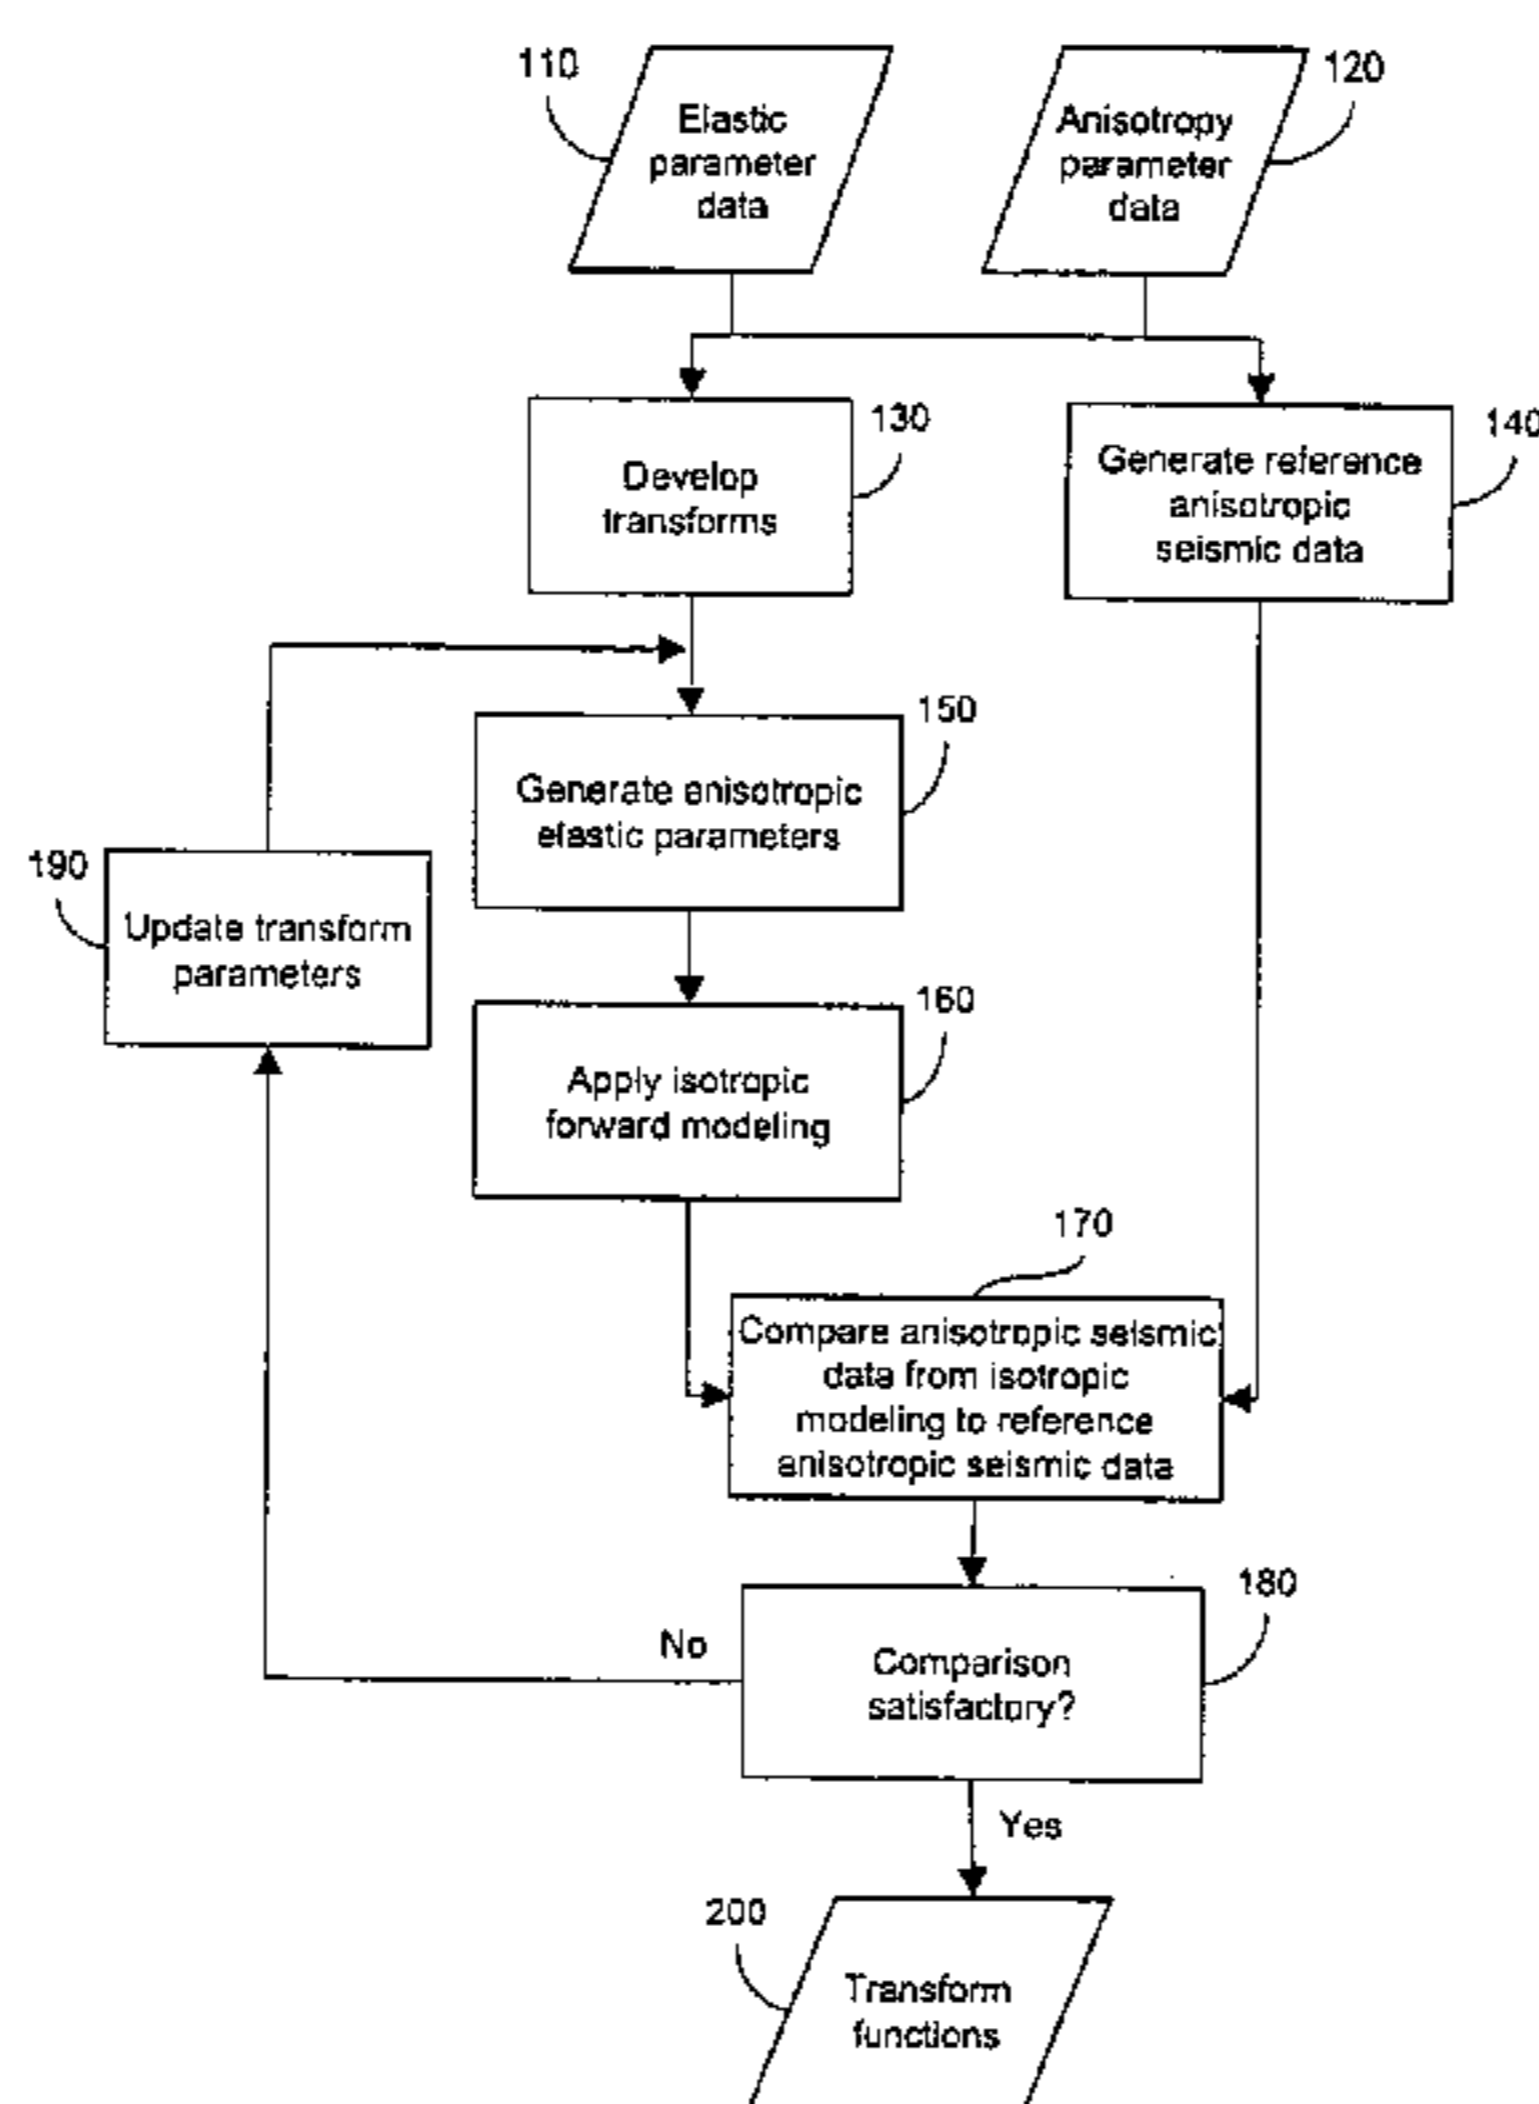 110
Elastic
parameter
data
Anisotropy
parameter
data
120
Develop
transforms
130
Generate reference
anisotropic
seismic data
140
Generate anisotropic
elastic parameters
150
190
Update transform
parameters
Apply isotropic
forward modeling
160
170
Compare anisotropic seismic
data from isotropic
modeling to reference
anisotropic seismic data
180
No
Comparison
satisfactory?
Yes
200
Transform
functions